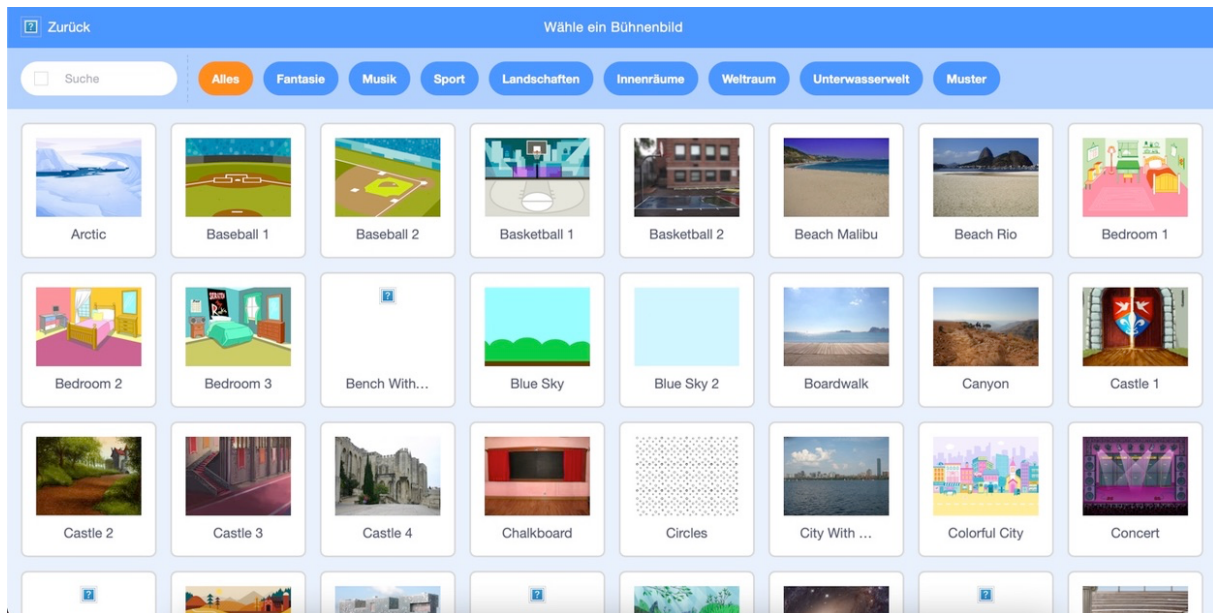 Zurück
Wähle ein Bühnenbild
Suche
Alles
Fantasie
Musik
Sport
Landschaften
Innenräume
Weltraum
Unterwasserwelt
Muster
Arctic
Baseball 1
Baseball 2
Basketball 1
Basketball 2
Beach Malibu
Beach Rio
Bedroom 1
Bedroom 2
Bedroom 3
Bench With...
Blue Sky
Blue Sky 2
Boardwalk
Canyon
Castle 1
Castle 2
Castle 3
Castle 4
Chalkboard
Circles
City With ...
Colorful City
Concert